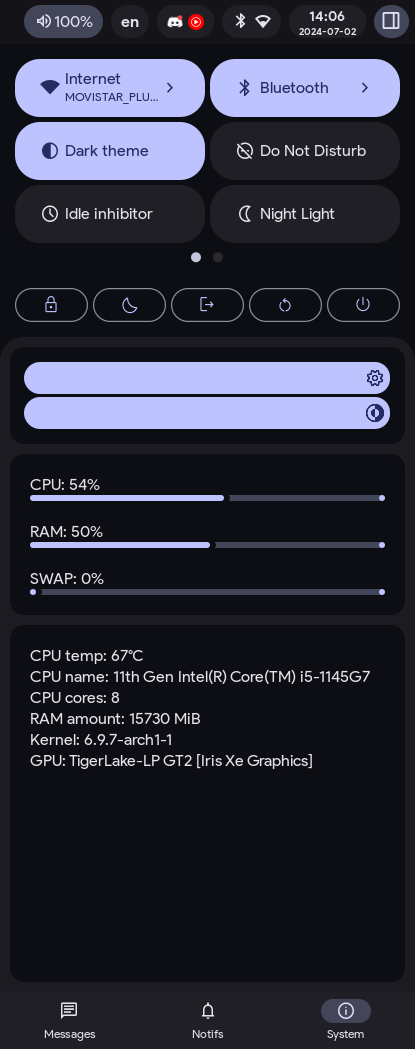 100%
en
14:06
2024-07-02
Internet
MOVISTAR_PLU...
Bluetooth
Dark theme
Do Not Disturb
Idle inhibitor
Night Light
CPU: 54%
RAM: 50%
SWAP: 0%
CPU temp: 67°C
CPU name: 11th Gen Intel(R) Core(TM) i5-1145G7
CPU cores: 8
RAM amount: 15730 MiB
Kernel: 6.9.7-arch1-1
GPU: TigerLake-LP GT2 [Iris Xe Graphics]
Messages
Notifs
System